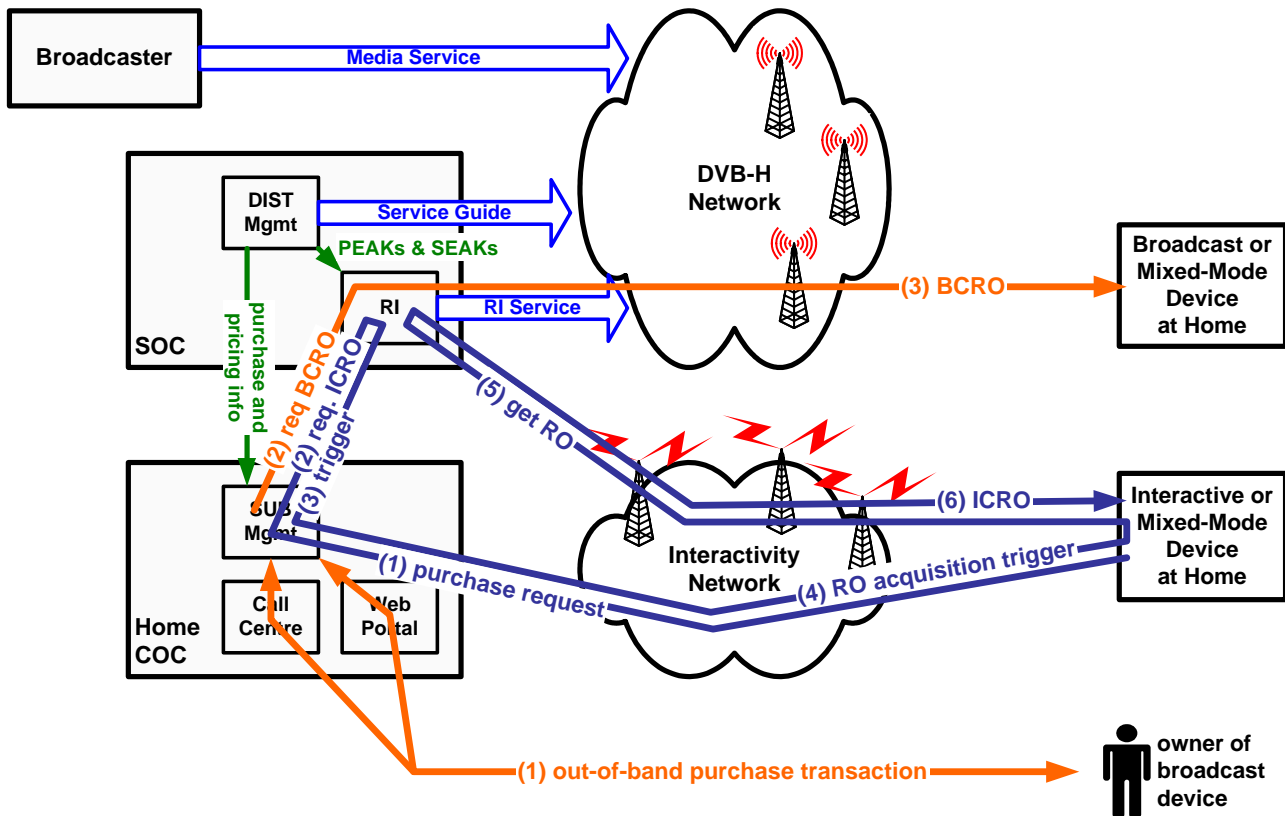 Broadcaster
Media Service
DVB-H
Network
DIST
Mgmt
Service Guide
PEAKs & SEAKs
RI
RI Service
SOC
purchase and
pricing info
(2) req BCRO
(2) req. ICRO
(3) trigger
(3) BCRO
Broadcast or
Mixed-Mode
Device
at Home
(5) get RO
(6) ICRO
Interactive or
Mixed-Mode
Device
at Home
SUB
Mgmt
Interactivity
Network
(1) purchase request
(4) RO acquisition trigger
Call
Centre
Web
Portal
Home
COC
(1) out-of-band purchase transaction
owner of
broadcast
device